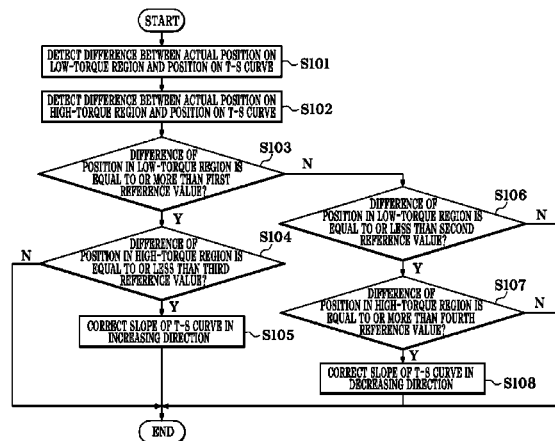 START
DETECT DIFFERENCE BETWEEN ACTUAL POSITION ON
LOW-TORQUE REGION AND POSITION ON T-S CURVE
S101
DETECT DIFFERENCE BETWEEN ACTUAL POSITION ON
HIGH-TORQUE REGION AND POSITION ON T-S CURVE
S102
DIFFERENCE OF
POSITION IN LOW-TORQUE REGION IS
EQUAL TO OR MORE THAN FIRST
REFERENCE VALUE?
S103
N
Y
DIFFERENCE OF
POSITION IN HIGH-TORQUE REGION IS
EQUAL TO OR LESS THAN THIRD
REFERENCE VALUE?
S104
N
Y
CORRECT SLOPE OF T-S CURVE IN
INCREASING DIRECTION
S105
DIFFERENCE OF
POSITION IN LOW-TORQUE REGION IS
EQUAL TO OR LESS THAN SECOND
REFERENCE VALUE?
S106
N
Y
DIFFERENCE OF
POSITION IN HIGH-TORQUE REGION IS
EQUAL TO OR MORE THAN FOURTH
REFERENCE VALUE?
S107
N
Y
CORRECT SLOPE OF T-S CURVE IN
DECREASING DIRECTION
S108
END